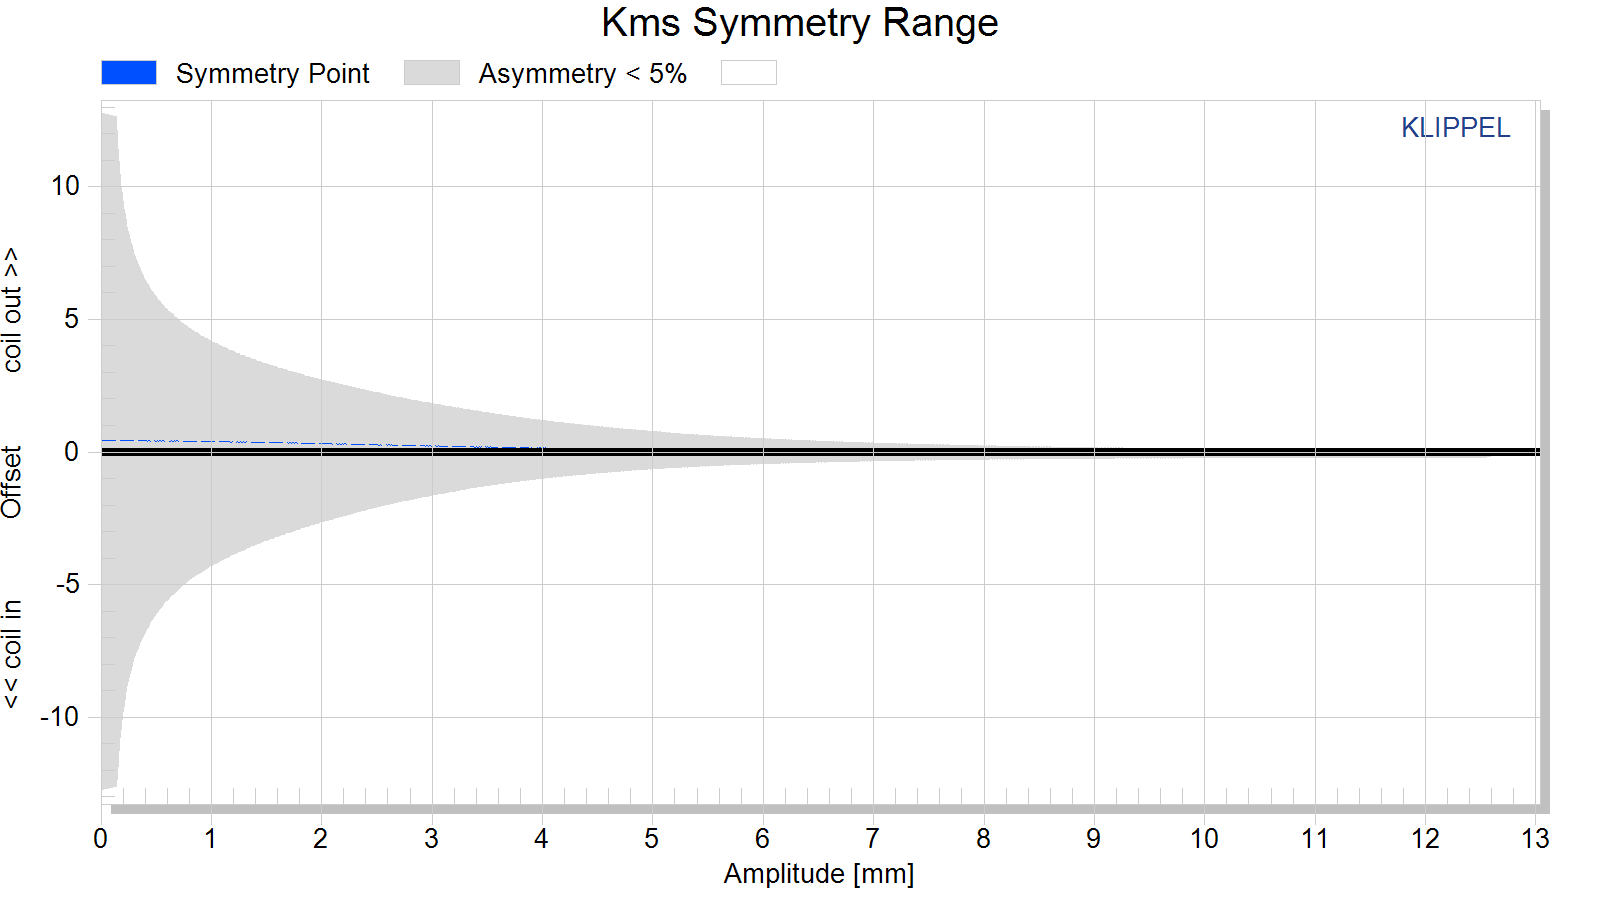 Kms Symmetry Range
Symmetry Point Asymmetry < 5%
KLIPPEL
10
5
0
-5
-10
<< coil in Offset coil out >>
0 1 2 3 4 5 6 7 8 9 10 11 12 13
Amplitude [mm]